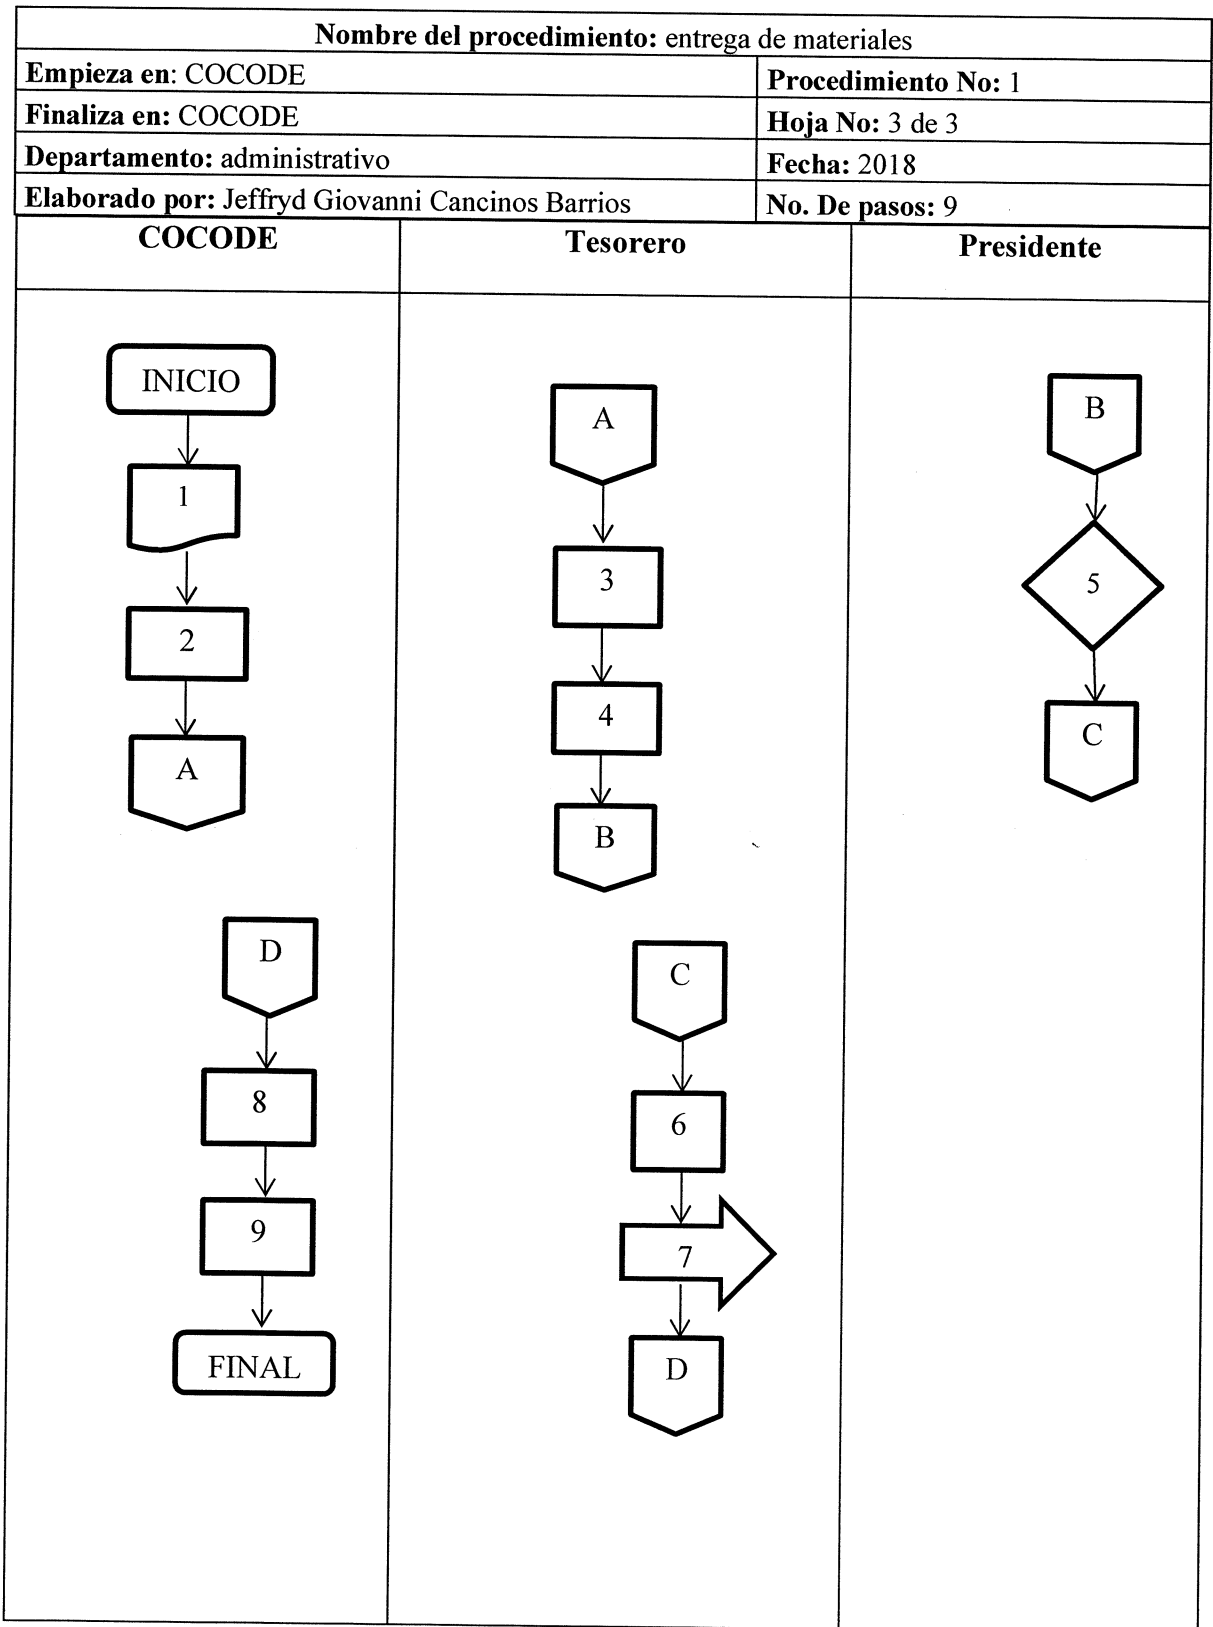 Nombre del procedimiento: entrega de materiales
Empieza en: COCODE
Procedimiento No: 1
Finaliza en: COCODE
Hoja No: 3 de 3
Departamento: administrativo
Fecha: 2018
Elaborado por: Jeffryd Giovanni Cancinos Barrios
No. De pasos: 9
COCODE
Tesorero
Presidente
INICIO
1
2
A
D
8
9
FINAL
A
3
4
B
C
6
7
D
B
5
C